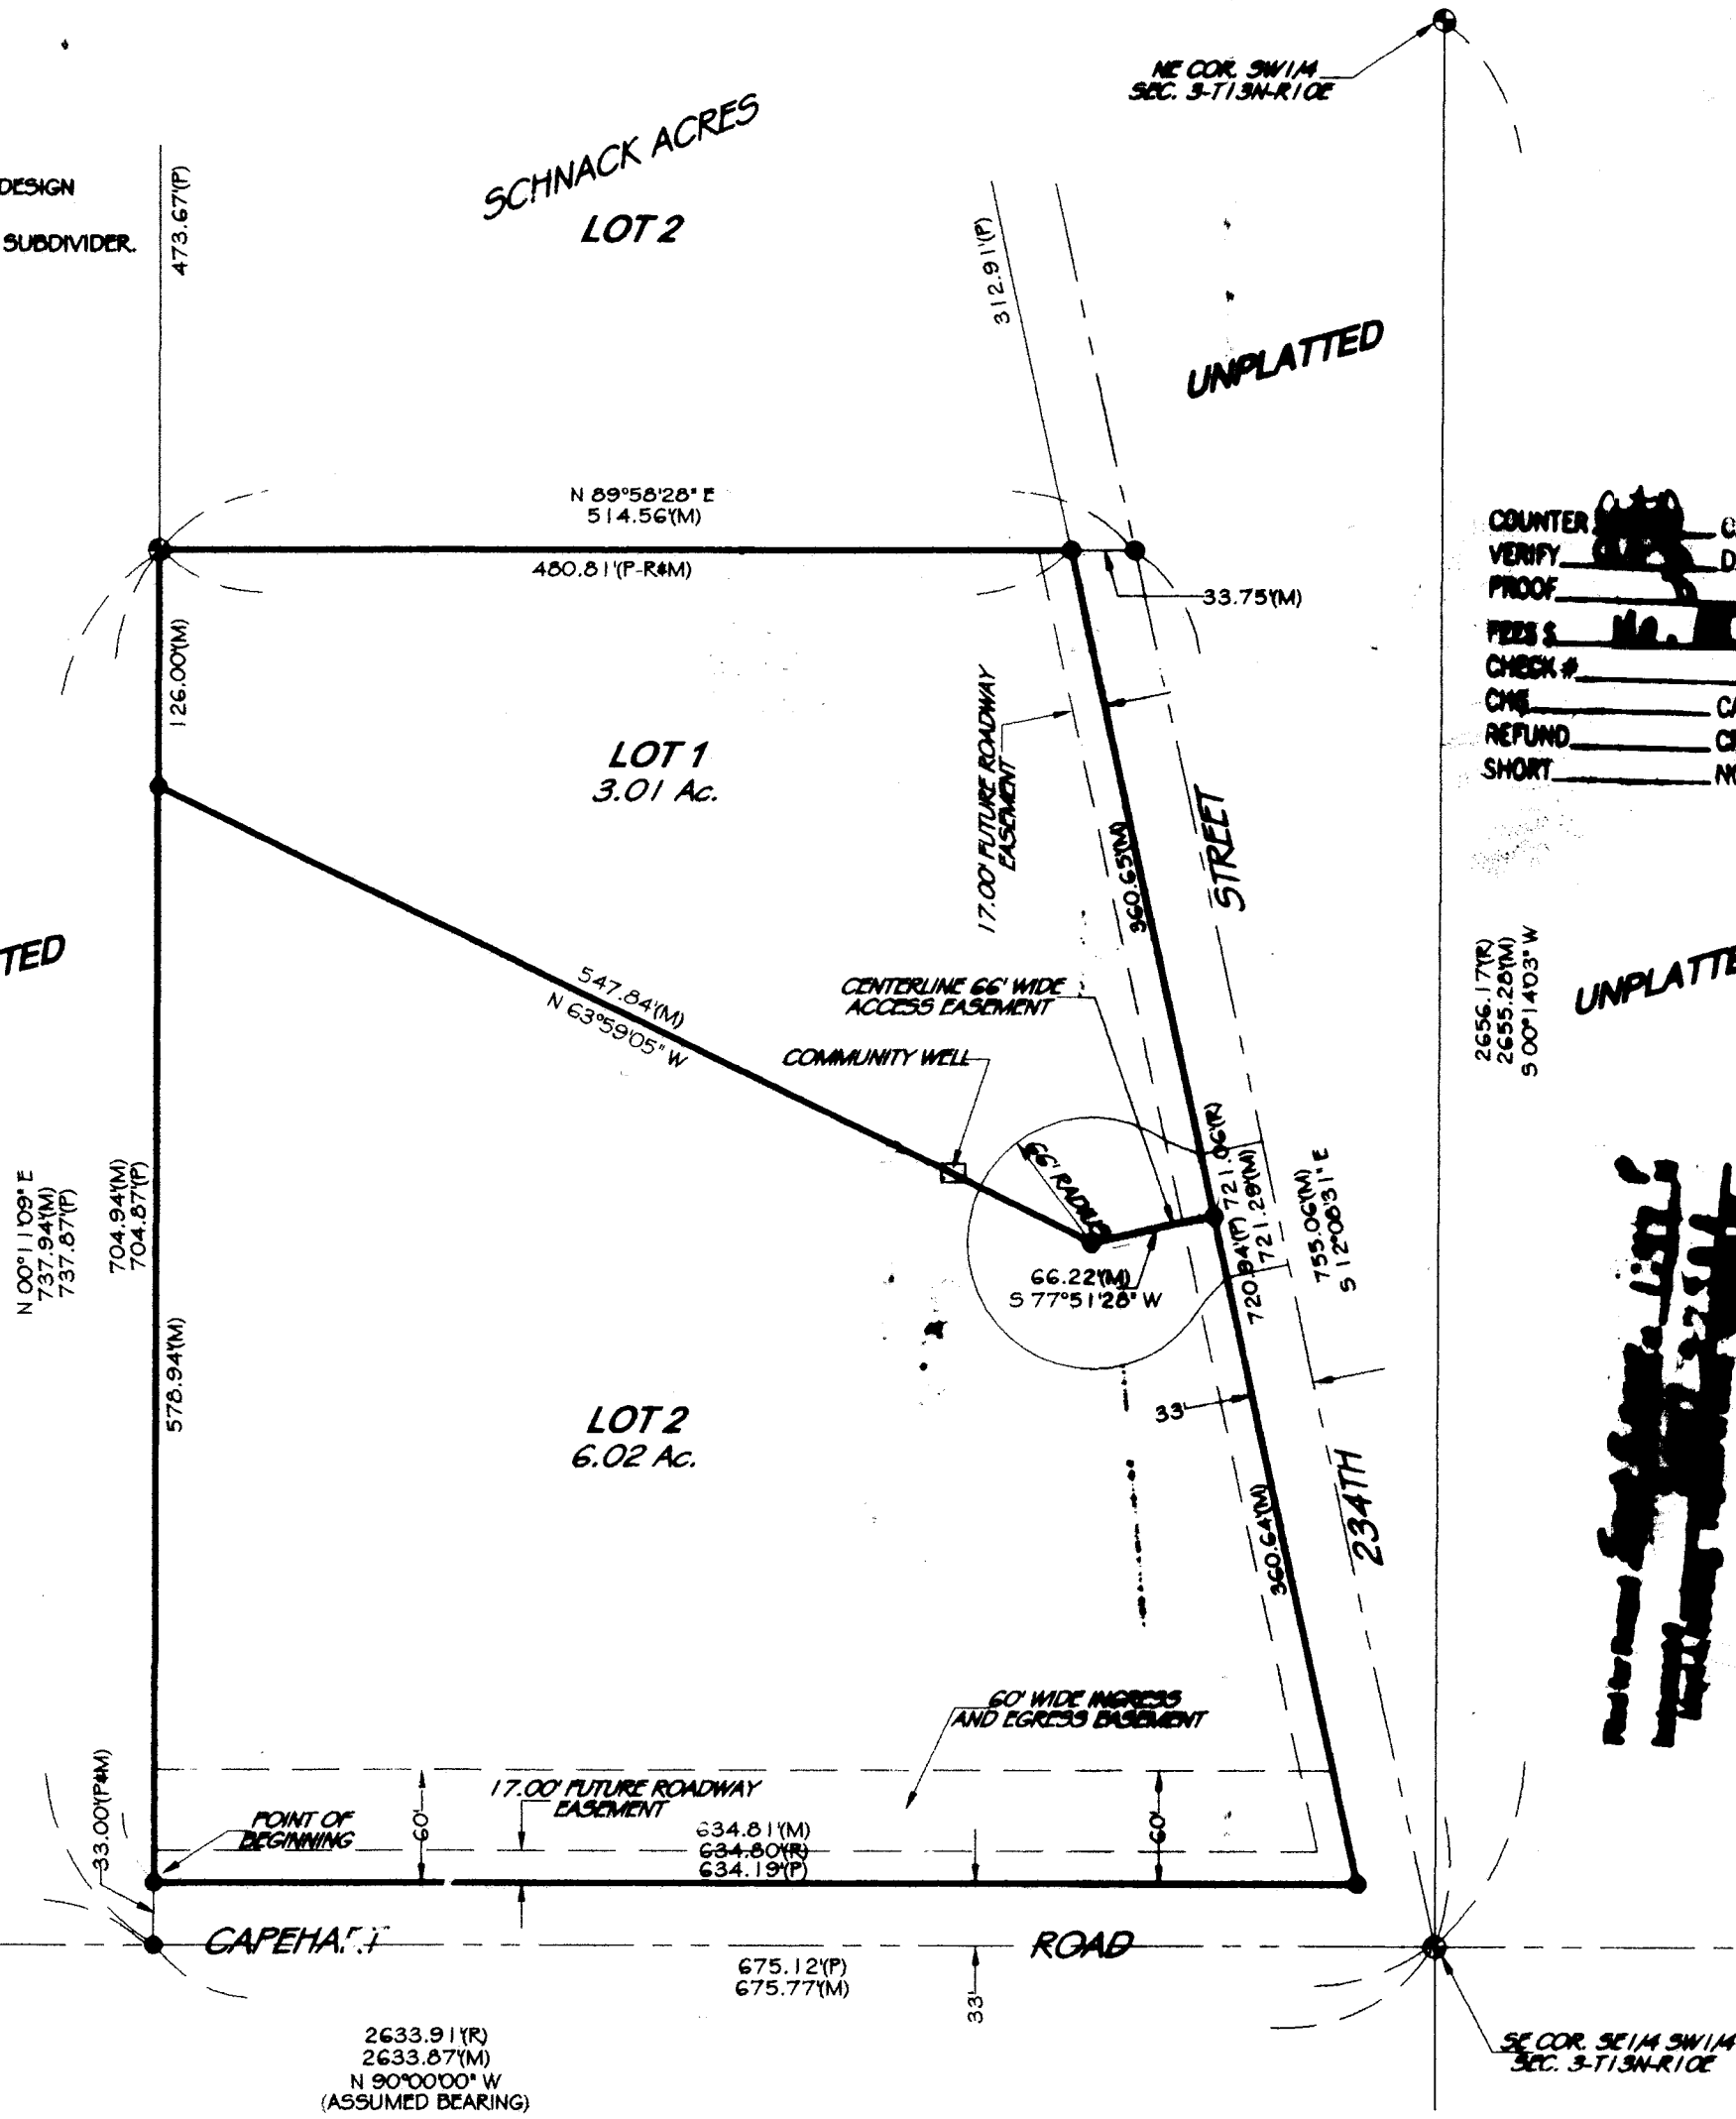 NE COR. SW1/4
SEC. 3-T13N-R10E
SCHNACK ACRES
LOT 2
DESIGN
SUBDIVIDER.
473.67'(P)
312.91'(P)
UNPLATTED
N 89°58'28" E
514.56'(M)
480.81'(P-R&M)
33.75'(M)
COUNTER
VERIFY
PROOF
FEES $
CHECK #
CHG
REFUND
SHORT
126.00'(M)
LOT 1
3.01 Ac.
17.00' FUTURE ROADWAY
EASEMENT
360.65'(M)
STREET
TED
547.84'(M)
N 63°59'05" W
CENTERLINE 66' WIDE
ACCESS EASEMENT
COMMUNITY WELL
2656.17'(R)
2655.28'(M)
S 00°14'03" W
UNPLATTE
66' RADIUS
N 00°11'09" E
737.94'(M)
737.87'(P)
704.94'(M)
704.87'(P)
66.22'(M)
S 77°51'28" W
720.94'(P) 721.06'(R)
721.29'(M)
755.06'(M)
S 12°08'31" E
578.94'(M)
LOT 2
6.02 Ac.
33'
360.64'(M)
234TH
60' WIDE INGRESS
AND EGRESS EASEMENT
33.00'(P&M)
POINT OF
BEGINNING
60'
17.00' FUTURE ROADWAY
EASEMENT
634.81'(M)
634.80'(R)
634.19'(P)
60'
ROAD
675.12'(P)
675.77'(M)
33'
2633.91'(R)
2633.87'(M)
N 90°00'00" W
(ASSUMED BEARING)
SE COR. SE1/4 SW1/4
SEC. 3-T13N-R10E